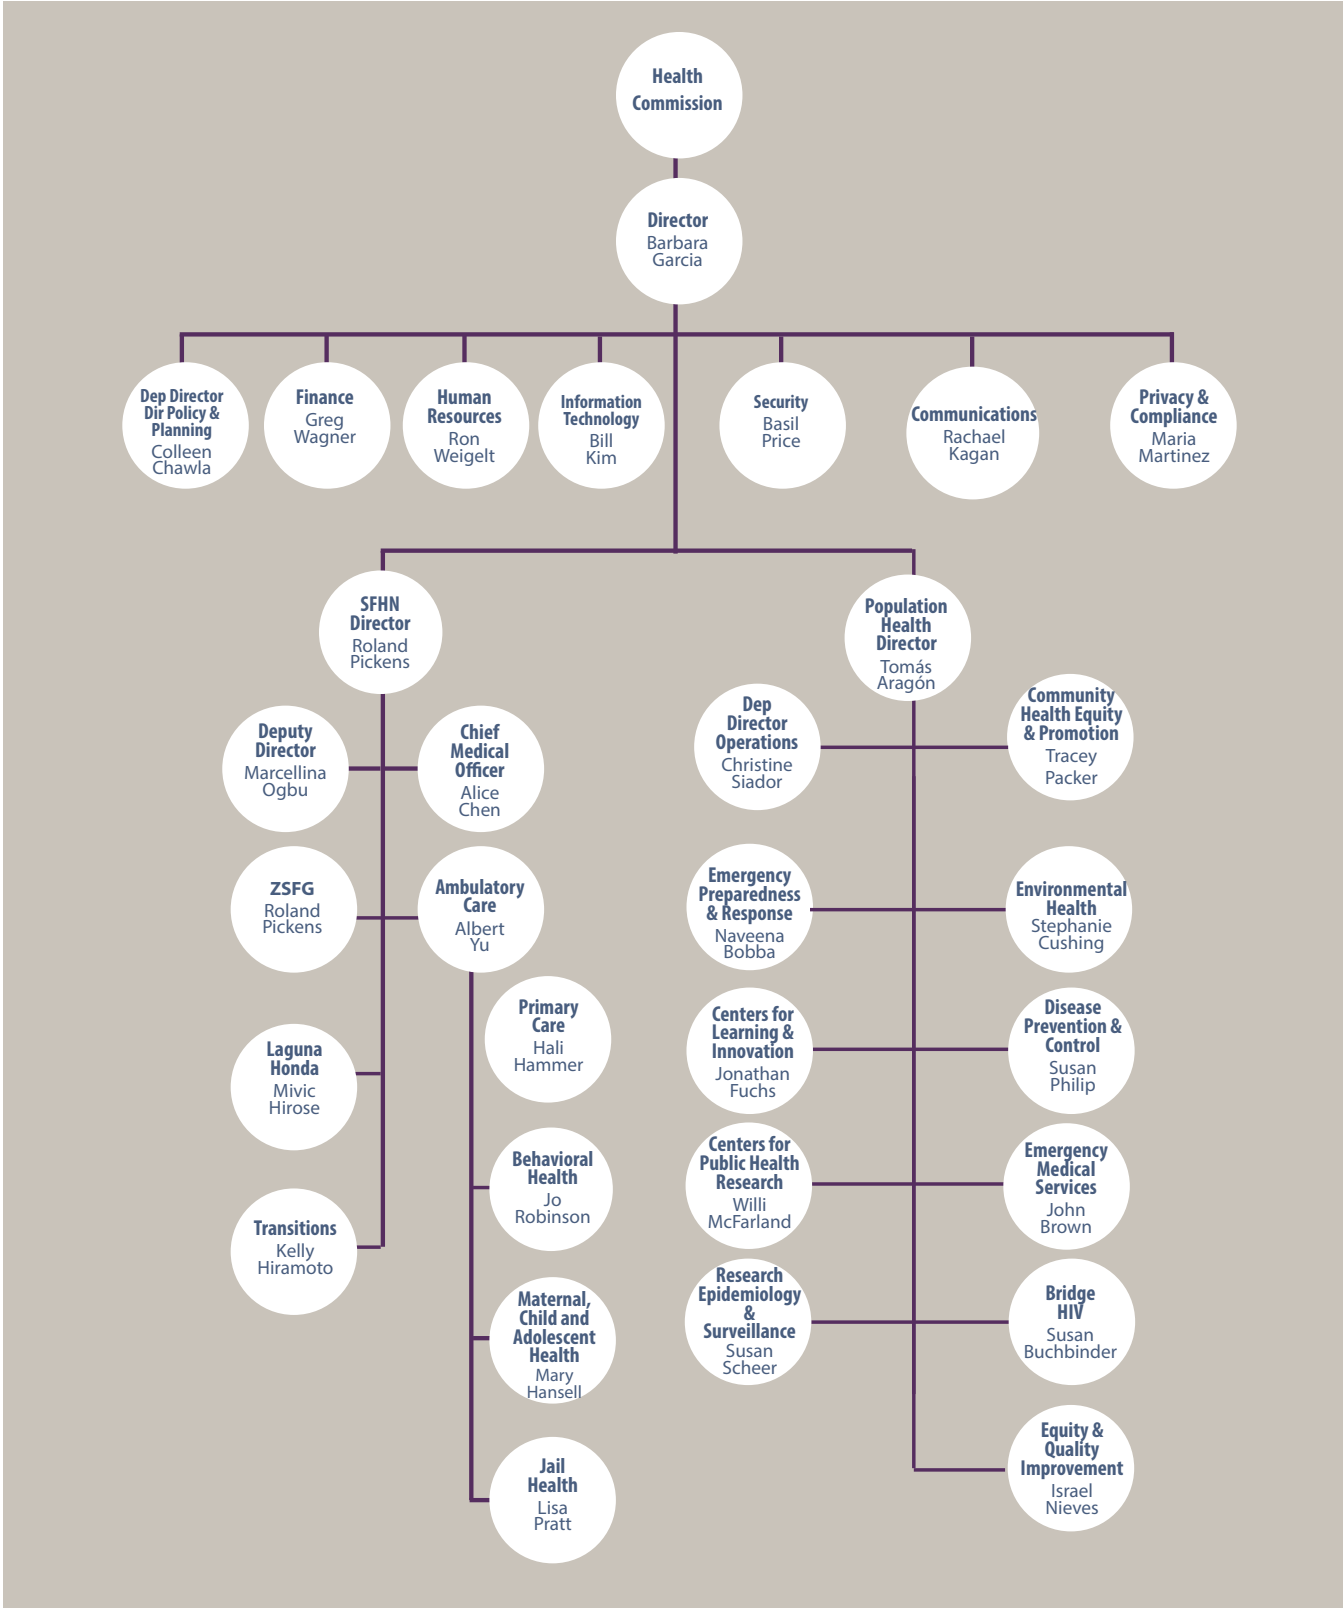 Health
Commission
Director
Barbara
Garcia
Dep Director
Dir Policy &
Planning
Colleen
Chawla
Finance
Greg
Wagner
Human
Resources
Ron
Weigelt
Information
Technology
Bill
Kim
Security
Basil
Price
Communications
Rachael
Kagan
Privacy &
Compliance
Maria
Martinez
SFHN
Director
Roland
Pickens
Population
Health
Director
Tomás
Aragón
Deputy
Director
Marcellina
Ogbu
Chief
Medical
Officer
Alice
Chen
ZSFG
Roland
Pickens
Ambulatory
Care
Albert
Yu
Primary
Care
Hali
Hammer
Laguna
Honda
Mivic
Hirose
Behavioral
Health
Jo
Robinson
Transitions
Kelly
Hiramoto
Maternal,
Child and
Adolescent
Health
Mary
Hansell
Jail
Health
Lisa
Pratt
Dep
Director
Operations
Christine
Siador
Community
Health Equity
& Promotion
Tracey
Packer
Emergency
Preparedness
& Response
Naveena
Bobba
Environmental
Health
Stephanie
Cushing
Centers for
Learning &
Innovation
Jonathan
Fuchs
Disease
Prevention &
Control
Susan
Philip
Centers for
Public Health
Research
Willi
McFarland
Emergency
Medical
Services
John
Brown
Research
Epidemiology
&
Surveillance
Susan
Scheer
Bridge
HIV
Susan
Buchbinder
Equity &
Quality
Improvement
Israel
Nieves